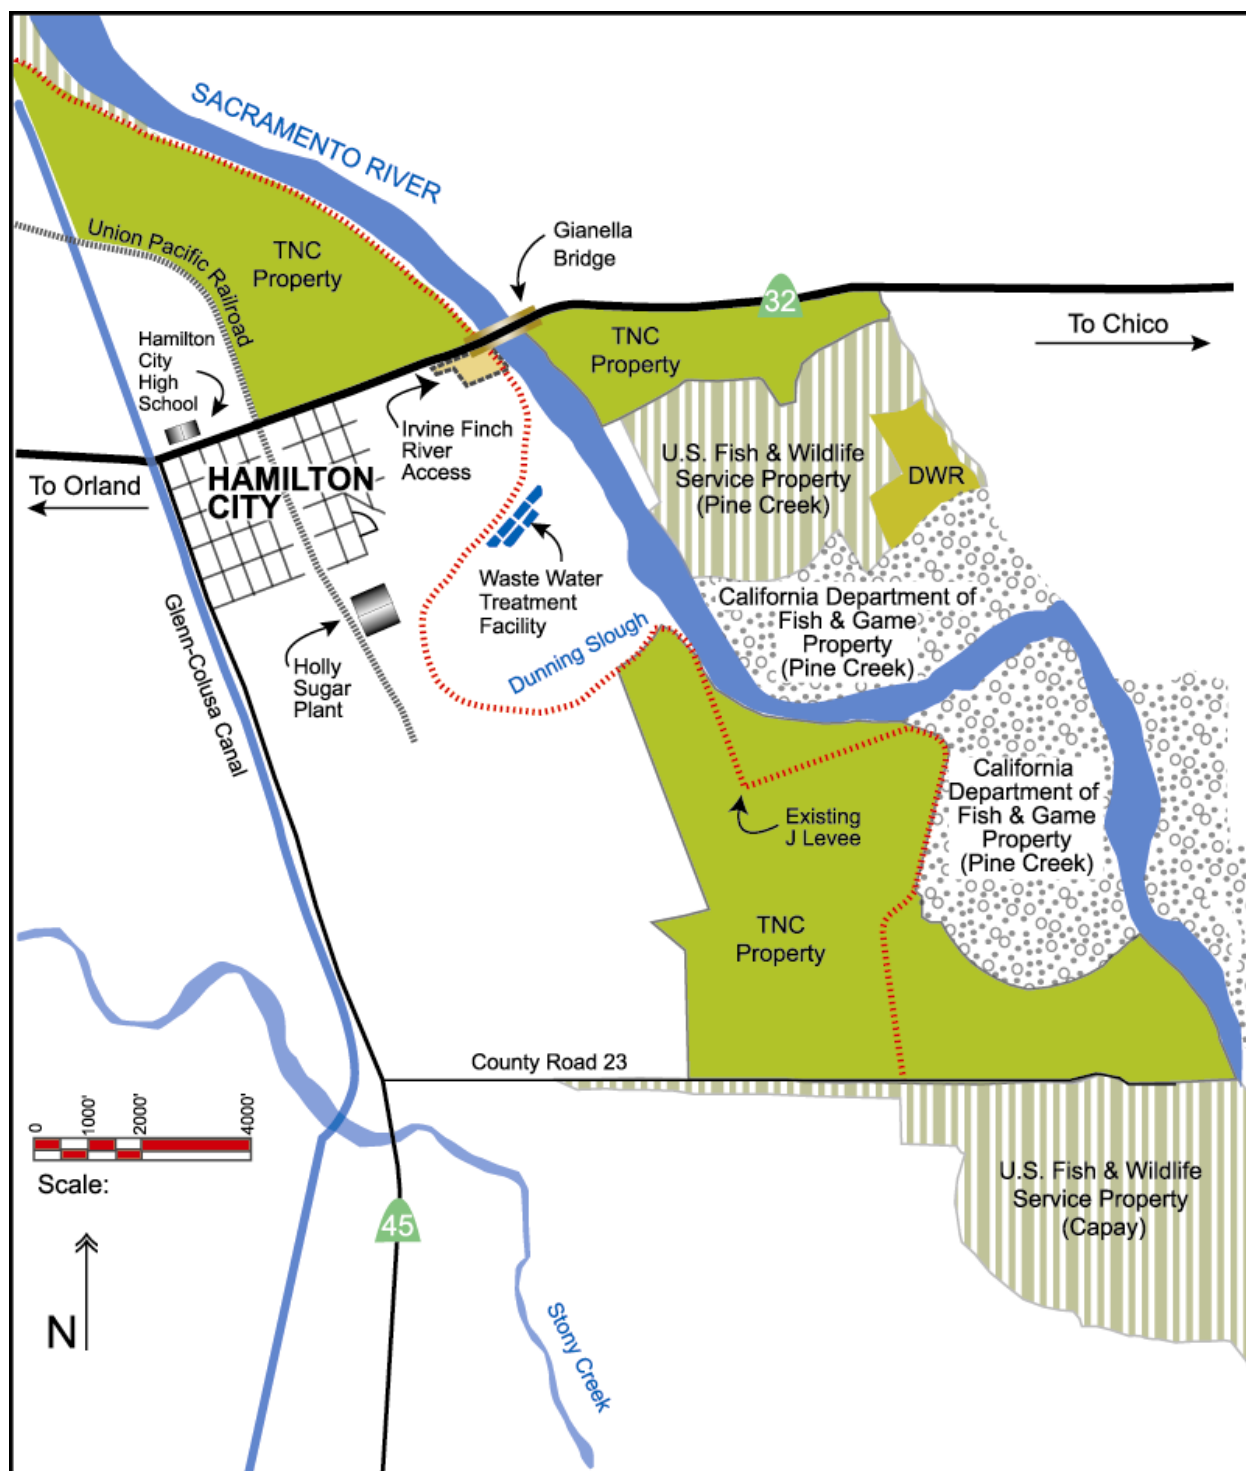 SACRAMENTO RIVER
Union Pacific Railroad
TNC
Property
Gianella
Bridge
32
To Chico
TNC
Property
Hamilton
City
High
School
Irvine Finch
River
Access
U.S. Fish & Wildlife
Service Property
(Pine Creek)
DWR
To Orland
HAMILTON
CITY
Waste Water
Treatment
Facility
California Department of
Fish & Game
Property
(Pine Creek)
Glenn-Colusa Canal
Holly
Sugar
Plant
Dunning Slough
Existing
J Levee
California
Department of
Fish & Game
Property
(Pine Creek)
TNC
Property
County Road 23
0
1000'
2000'
4000'
Scale:
U.S. Fish & Wildlife
Service Property
(Capay)
45
N
Stony Creek